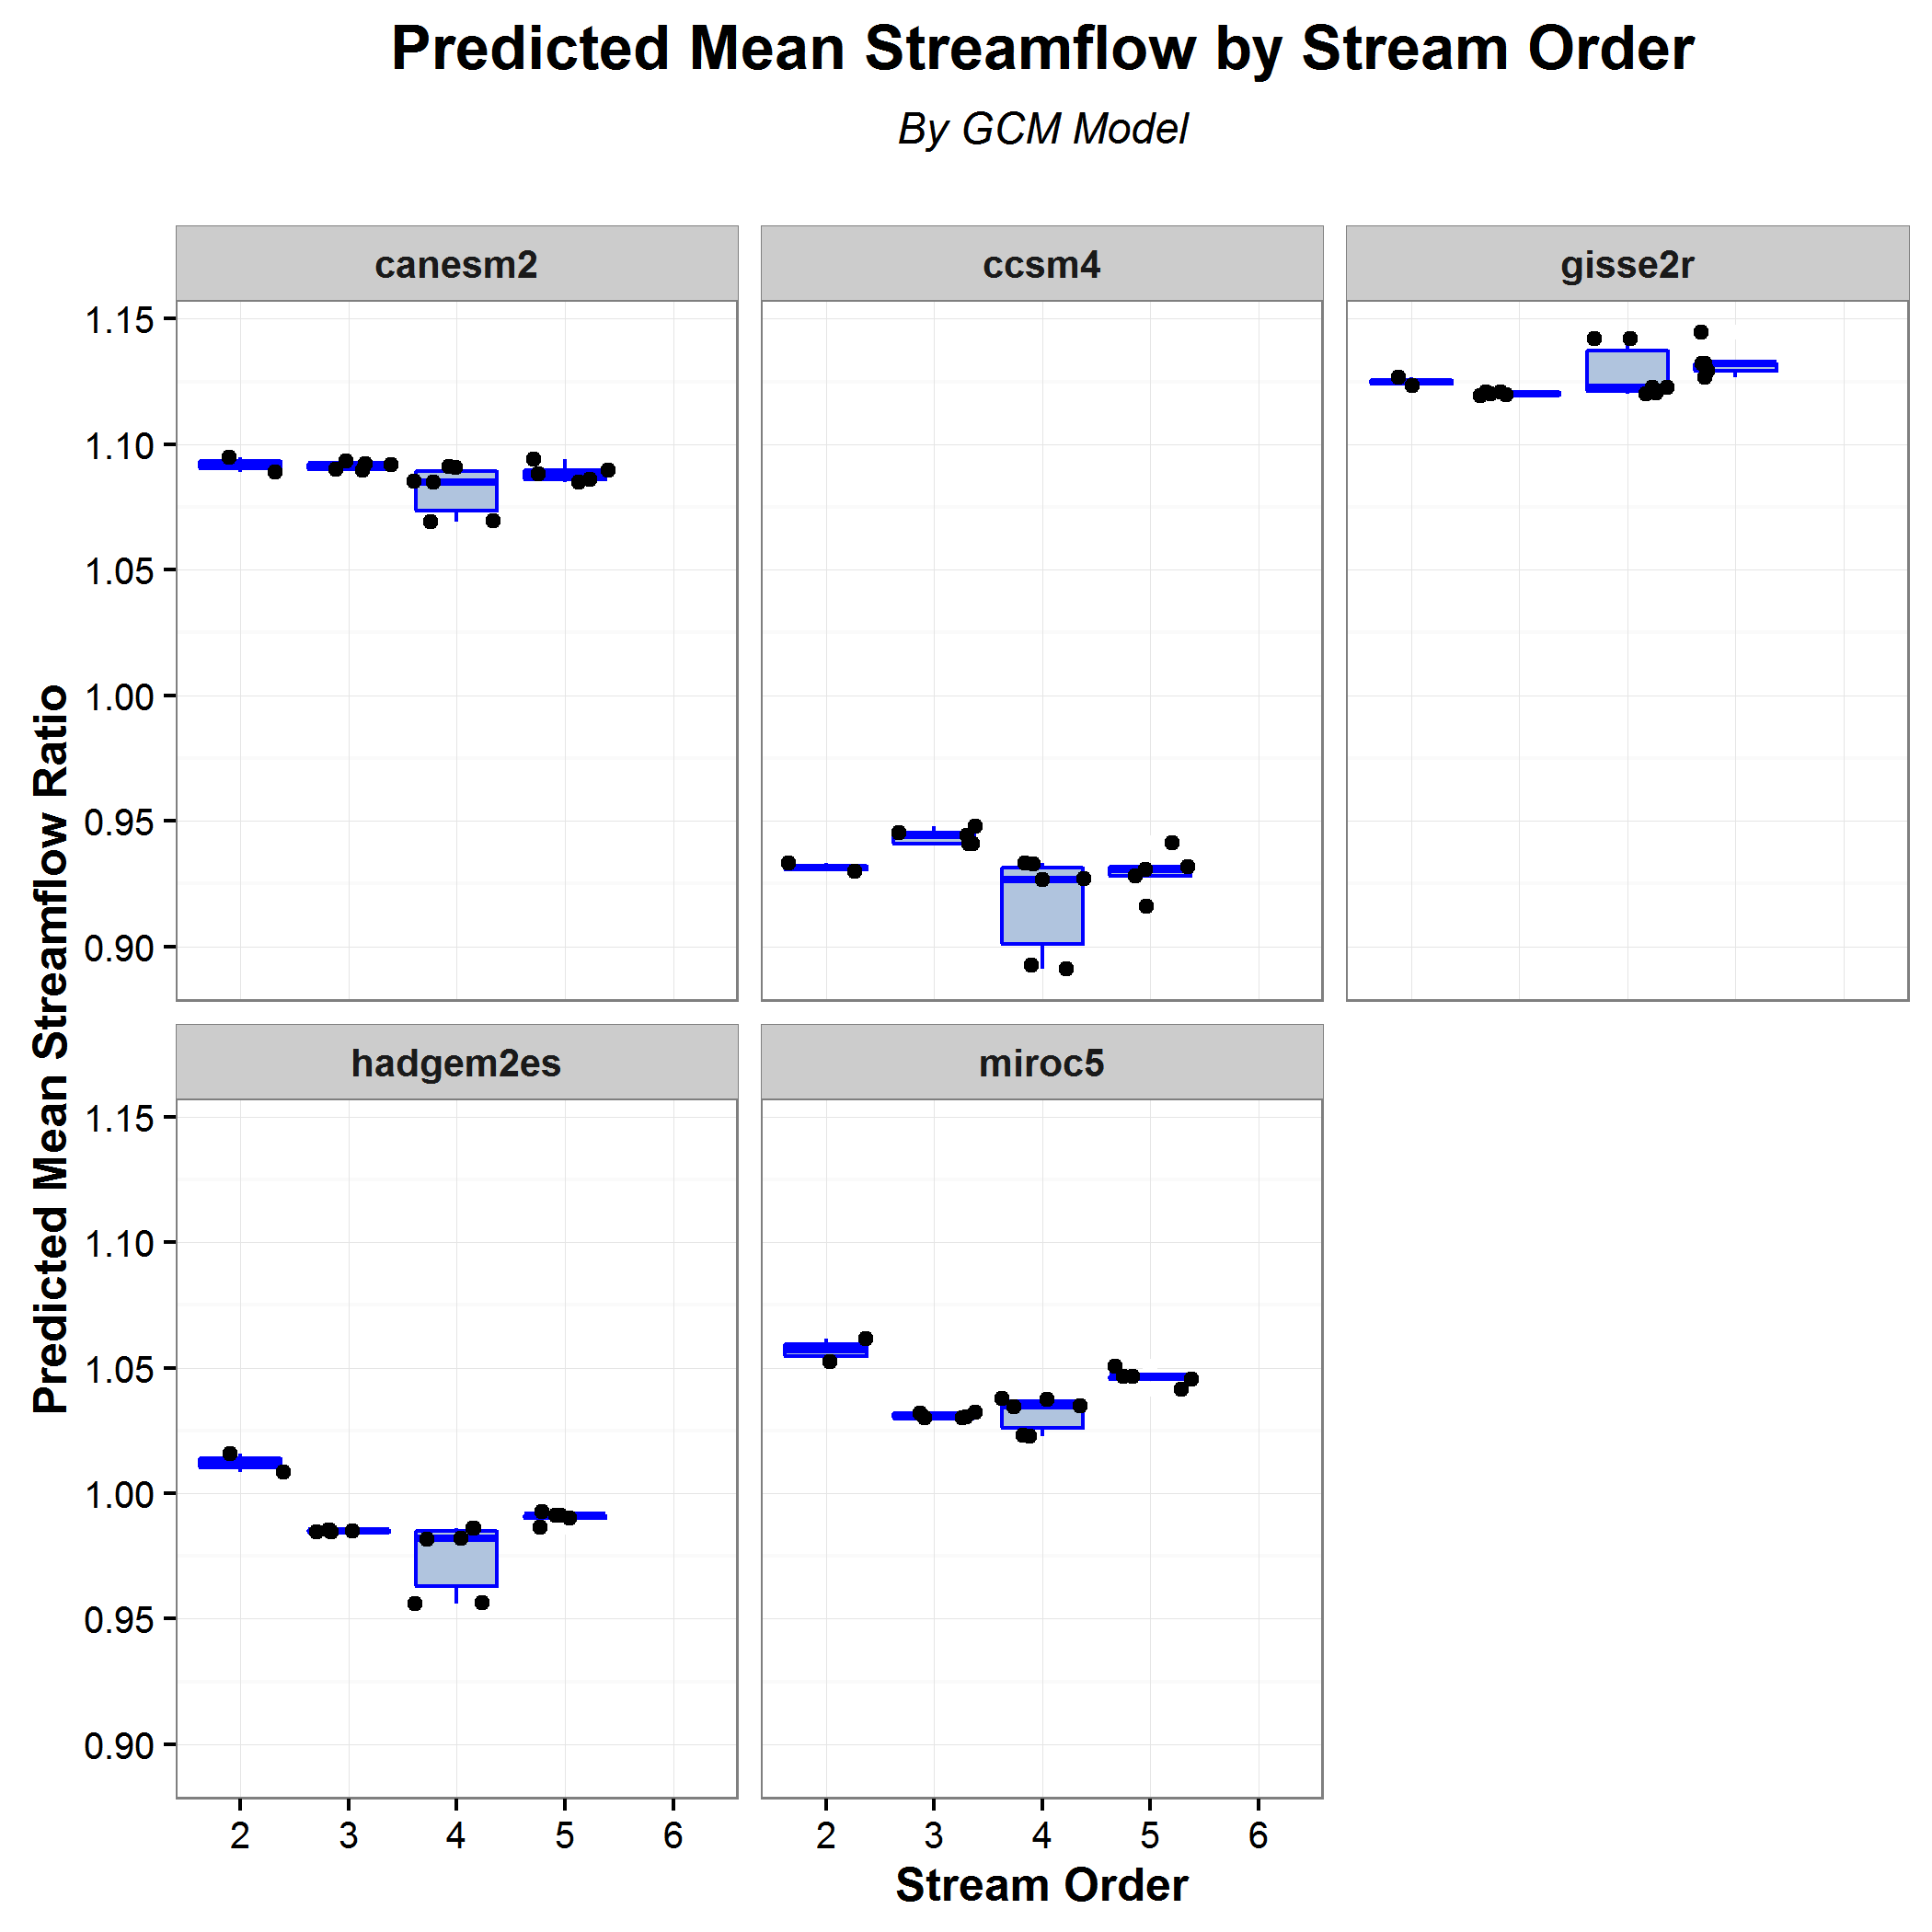 Predicted Mean Streamflow by Stream Order
By GCM Model
canesm2
ccsm4
gisse2r
1.15
1.10
1.05
1.00
0.95
0.90
Predicted Mean Streamflow Ratio
hadgem2es
miroc5
1.15
1.10
1.05
1.00
0.95
0.90
2 3 4 5 6
2 3 4 5 6
Stream Order